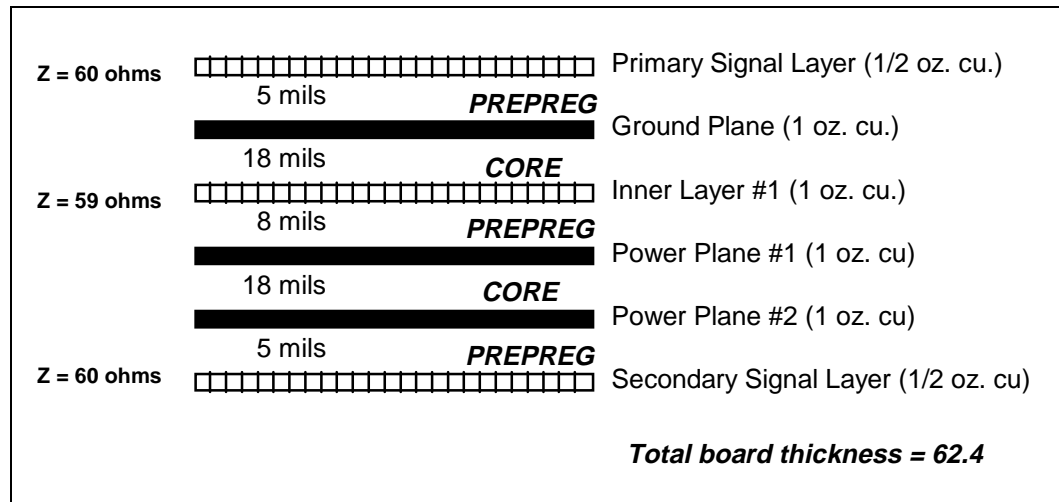 Z = 60 ohms
Primary Signal Layer (1/2 oz. cu.)
5 mils
PREPREG
Ground Plane (1 oz. cu.)
18 mils
CORE
Z = 59 ohms
Inner Layer #1 (1 oz. cu.)
8 mils
PREPREG
Power Plane #1 (1 oz. cu)
18 mils
CORE
Power Plane #2 (1 oz. cu)
5 mils
PREPREG
Z = 60 ohms
Secondary Signal Layer (1/2 oz. cu)
Total board thickness = 62.4